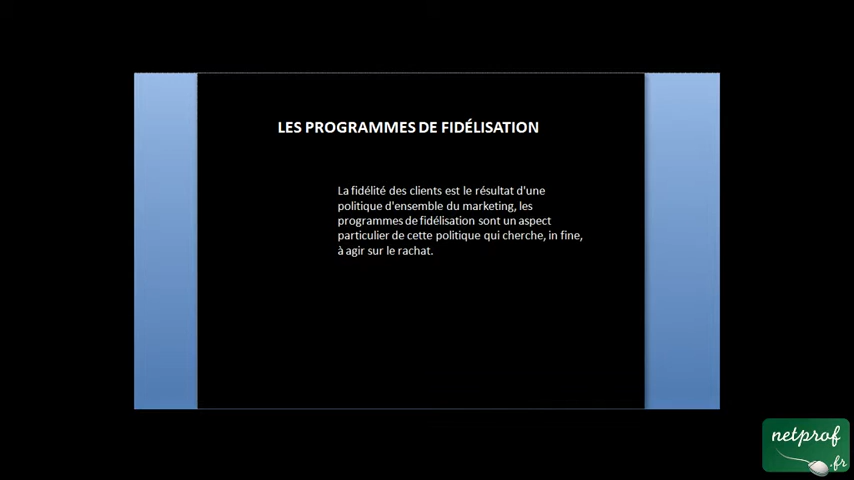 LES PROGRAMMES DE FIDÉLISATION
La fidélité des clients est le résultat d'une
politique d'ensemble du marketing, les
programmes de fidélisation sont un aspect
particulier de cette politique qui cherche, in fine,
à agir sur le rachat.
netprof
.fr